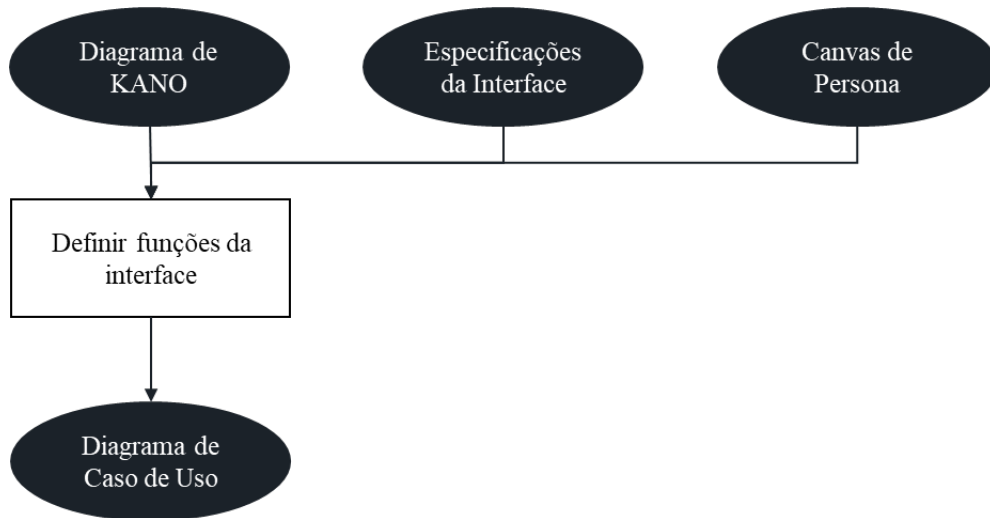 Diagrama de
KANO
Especificações
da Interface
Canvas de
Persona
Definir funções da
interface
Diagrama de
Caso de Uso